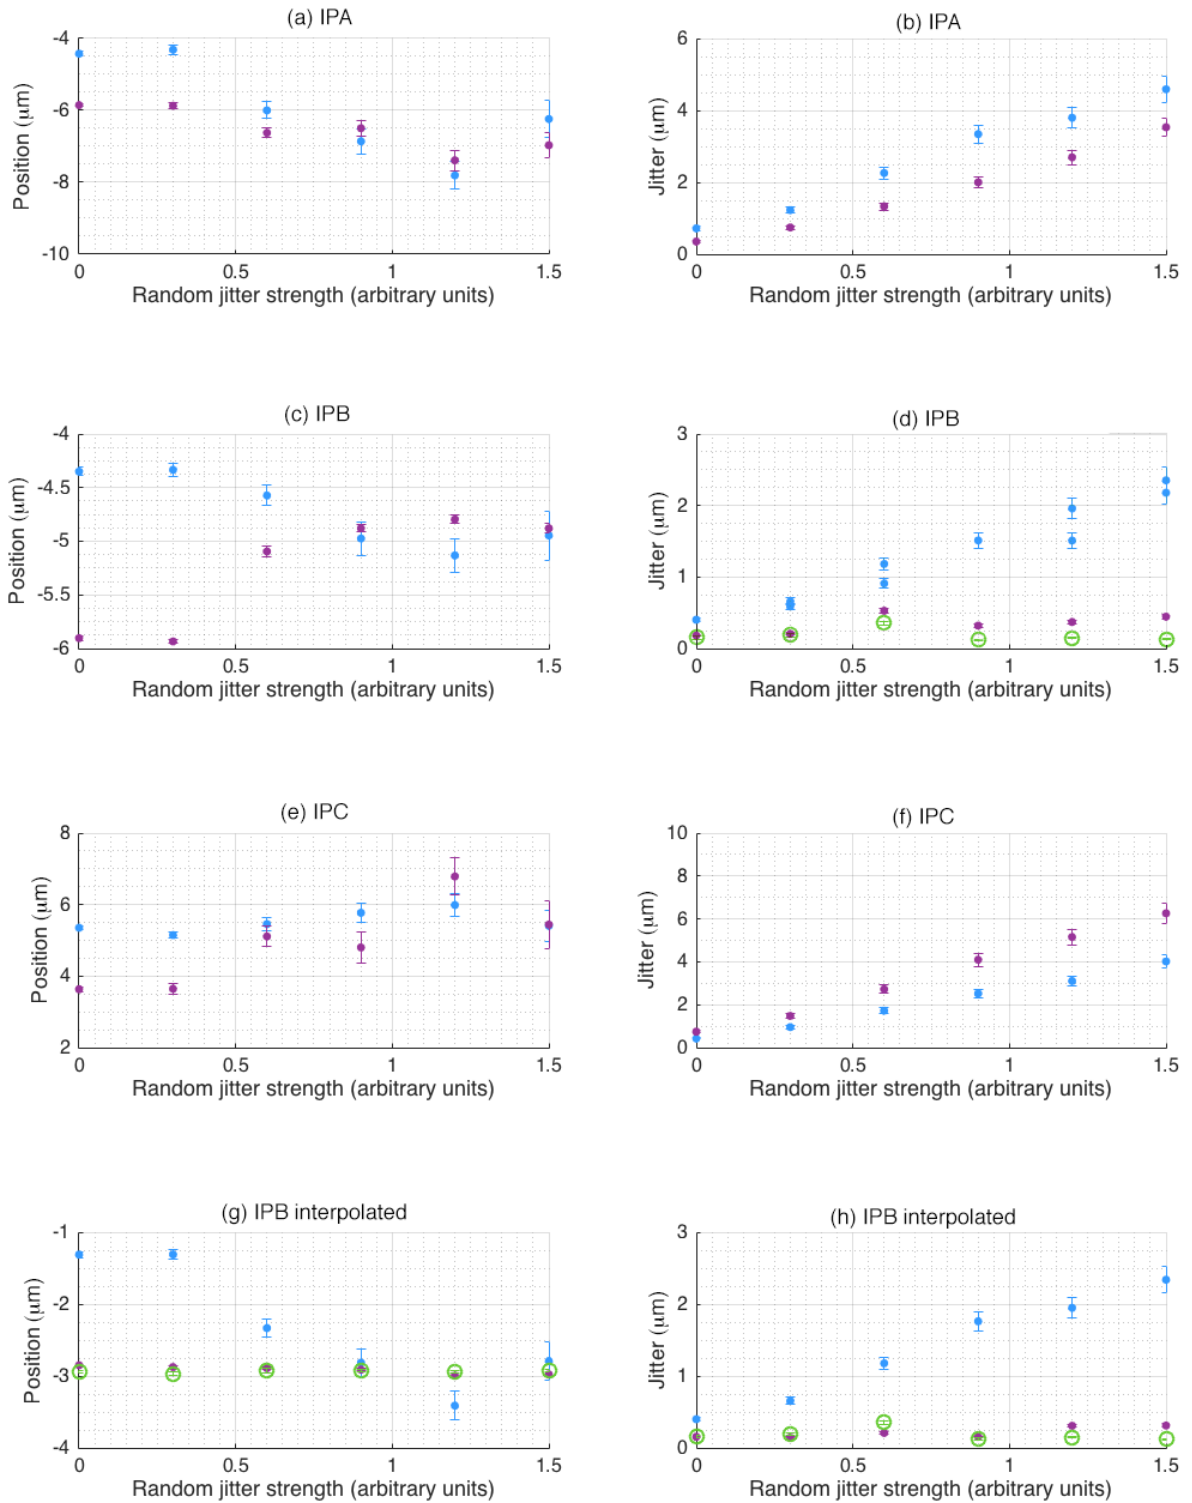 (a) IPA
Position (μm)
-4
-6
-8
-10
0
0.5
1
1.5
Random jitter strength (arbitrary units)
(b) IPA
Jitter (μm)
6
4
2
0
0
0.5
1
1.5
Random jitter strength (arbitrary units)
(c) IPB
Position (μm)
-4
-4.5
-5
-5.5
-6
0
0.5
1
1.5
Random jitter strength (arbitrary units)
(d) IPB
Jitter (μm)
3
2
1
0
0
0.5
1
1.5
Random jitter strength (arbitrary units)
(e) IPC
Position (μm)
8
6
4
2
0
0.5
1
1.5
Random jitter strength (arbitrary units)
(f) IPC
Jitter (μm)
10
8
6
4
2
0
0
0.5
1
1.5
Random jitter strength (arbitrary units)
(g) IPB interpolated
Position (μm)
-1
-2
-3
-4
0
0.5
1
1.5
Random jitter strength (arbitrary units)
(h) IPB interpolated
Jitter (μm)
3
2
1
0
0
0.5
1
1.5
Random jitter strength (arbitrary units)